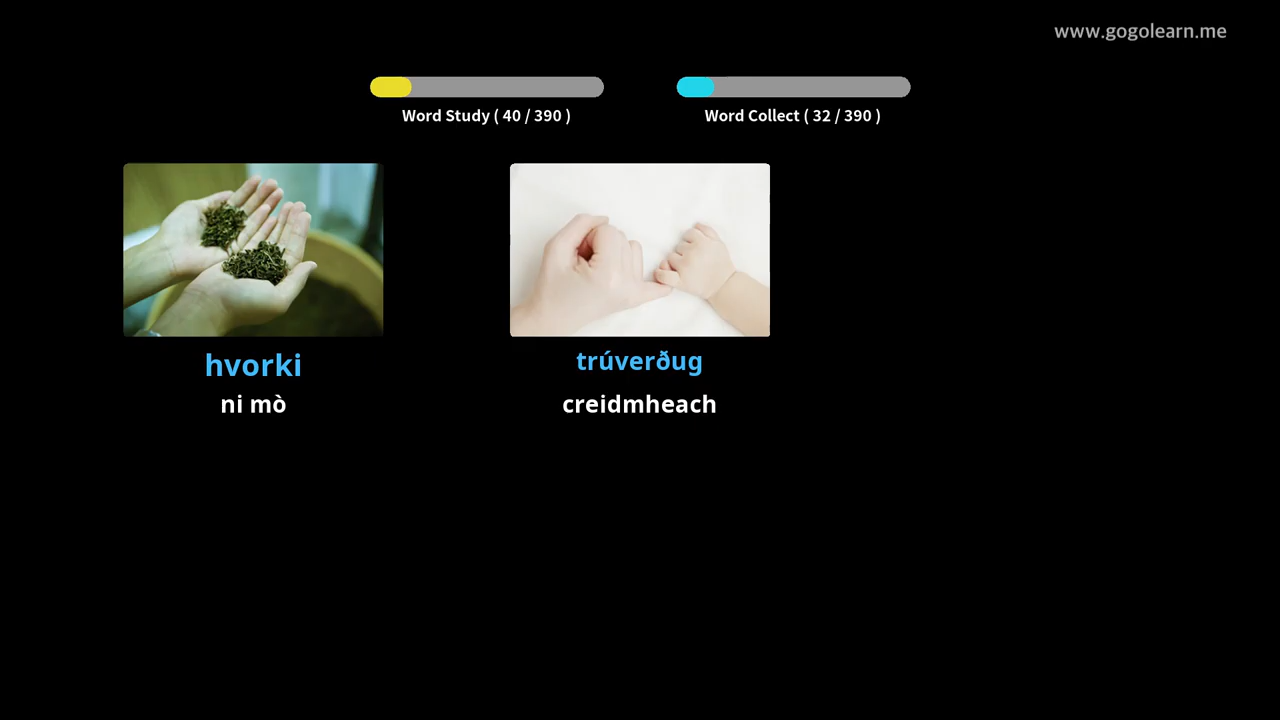 www.gogolearn.me
Word Study ( 40 / 390 )
Word Collect ( 32 / 390 )
hvorki
ni mò
trúverðug
creidmheach